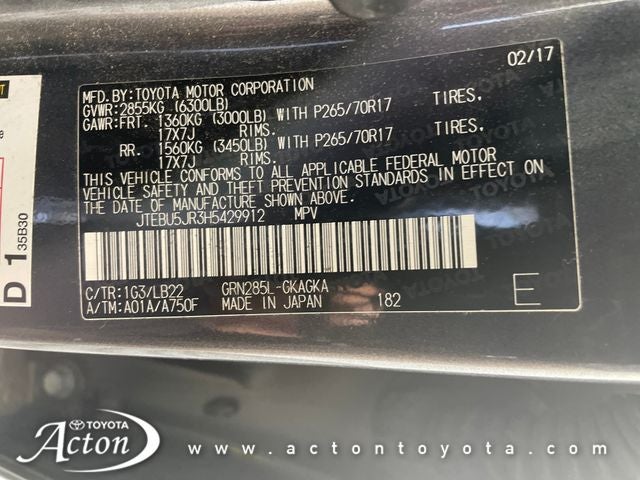 02/17
MFD.BY:TOYOTA MOTOR CORPORATION
GVWR:2855KG (6300LB)
GAWR:FRT. 1360KG (3000LB) WITH P265/70R17 TIRES,
17X7J RIMS.
RR. 1560KG (3450LB) WITH P265/70R17 TIRES,
17X7J RIMS.
THIS VEHICLE CONFORMS TO ALL APPLICABLE FEDERAL MOTOR
VEHICLE SAFETY AND THEFT PREVENTION STANDARDS IN EFFECT ON
THE DATE OF MANUFACTURE SHOWN ABOVE.
JTEBU5JR3H5429912 MPV
C/TR:1G3/LB22 GRN285L-GKAGKA
A/TM:A01A/A750F MADE IN JAPAN 182 E
D 1 35B30
TOYOTA
Acton
www.actontoyota.com